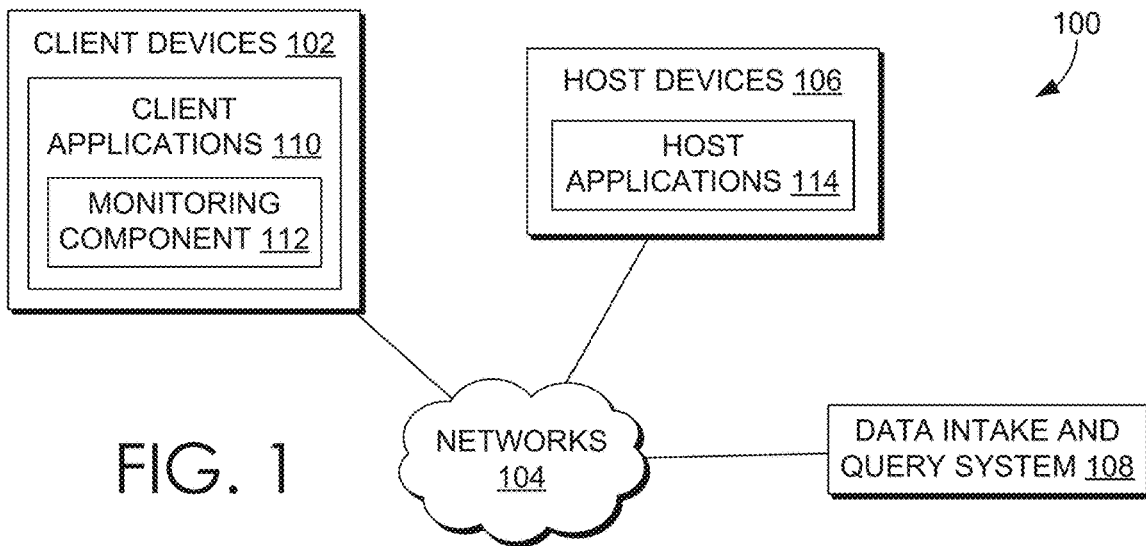 CLIENT DEVICES 102
CLIENT
APPLICATIONS 110
MONITORING
COMPONENT 112
HOST DEVICES 106
HOST
APPLICATIONS 114
100
NETWORKS
104
DATA INTAKE AND
QUERY SYSTEM 108
FIG. 1